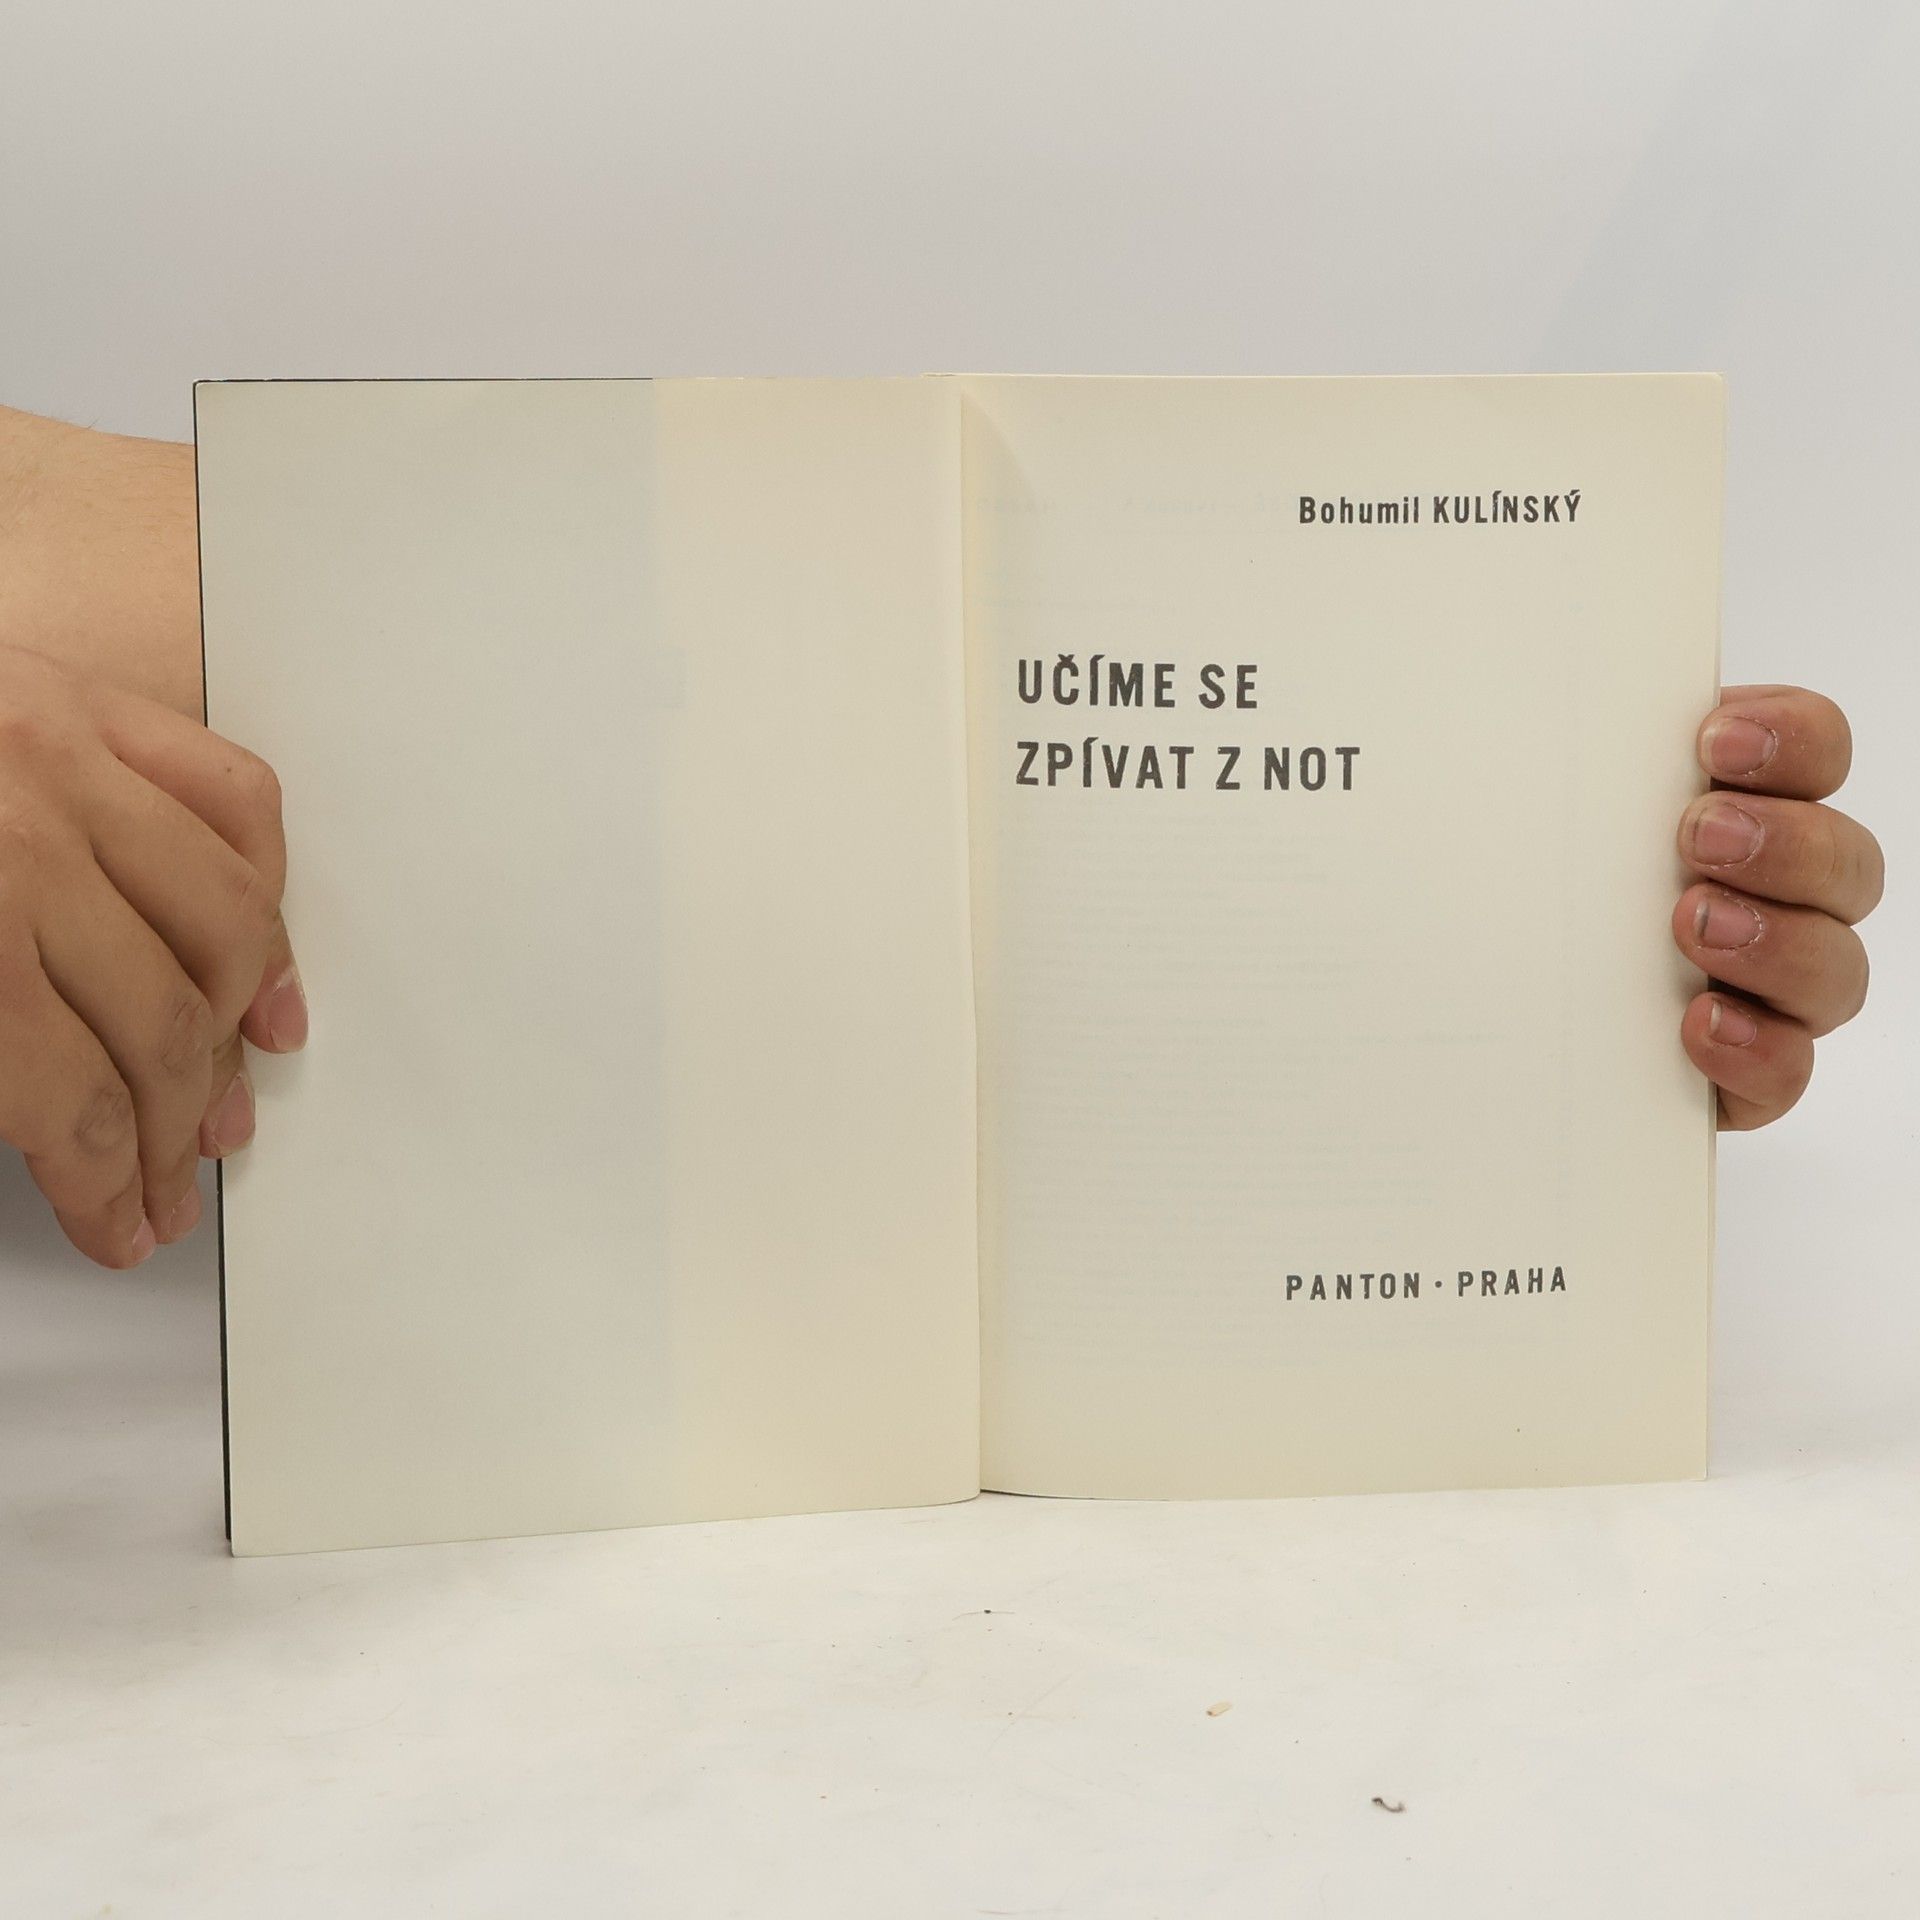 Bohumil KULÍNSKÝ
UČÍME SE
ZPÍVAT Z NOT
PANTON • PRAHA